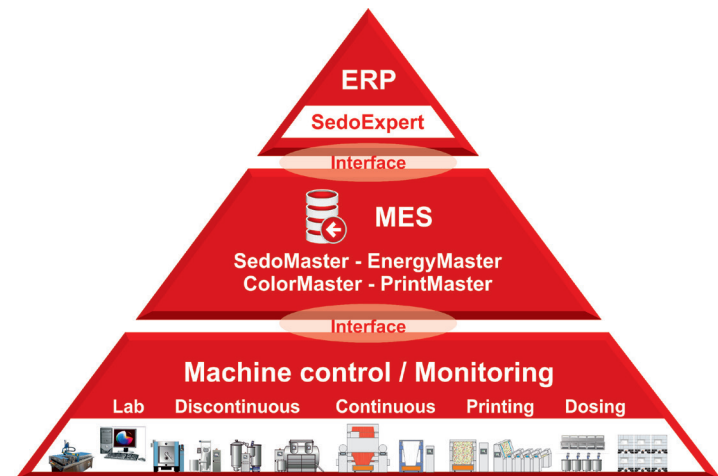 ERP
SedoExpert
Interface
MES
SedoMaster - EnergyMaster
ColorMaster - PrintMaster
Interface
Machine control / Monitoring
Lab Discontinuous Continuous Printing Dosing